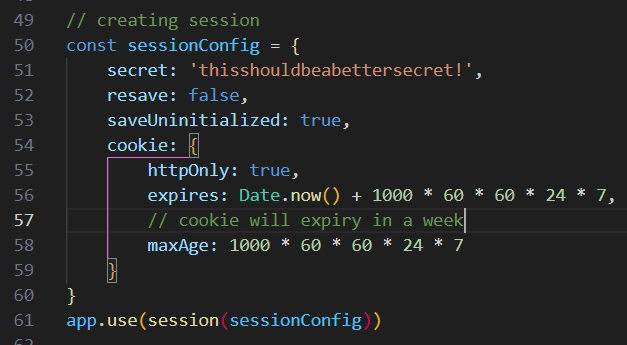 49 // creating session
50 const sessionConfig = {
51 secret: 'thisshouldbeabettersecret!',
52 resave: false,
53 saveUninitialized: true,
54 cookie: {
55 httpOnly: true,
56 expires: Date.now() + 1000 * 60 * 60 * 24 * 7,
57 // cookie will expiry in a week
58 maxAge: 1000 * 60 * 60 * 24 * 7
59 }
60 }
61 app.use(session(sessionConfig))